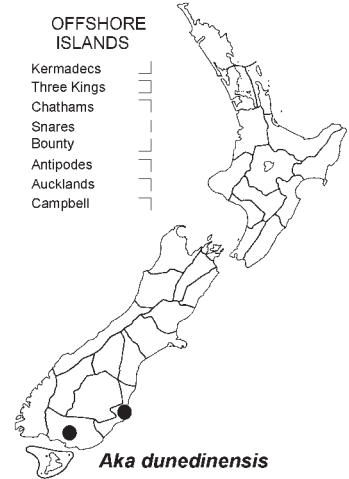 OFFSHORE
ISLANDS
Kermadecs
Three Kings
Chathams
Snares
Bounty
Antipodes
Aucklands
Campbell
Aka dunedinensis